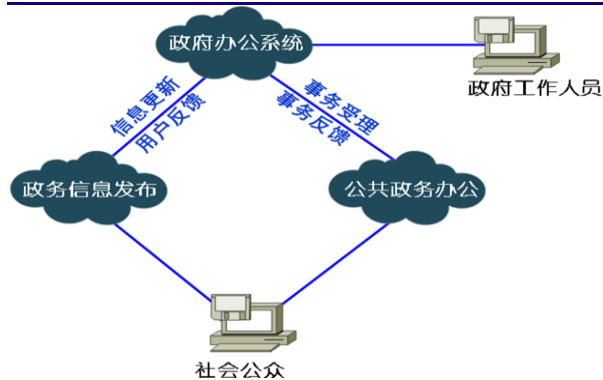 政府办公系统
政府工作人员
信息更新
用户反馈
事务受理
事务反馈
政务信息发布
公共政务办公
社会公众